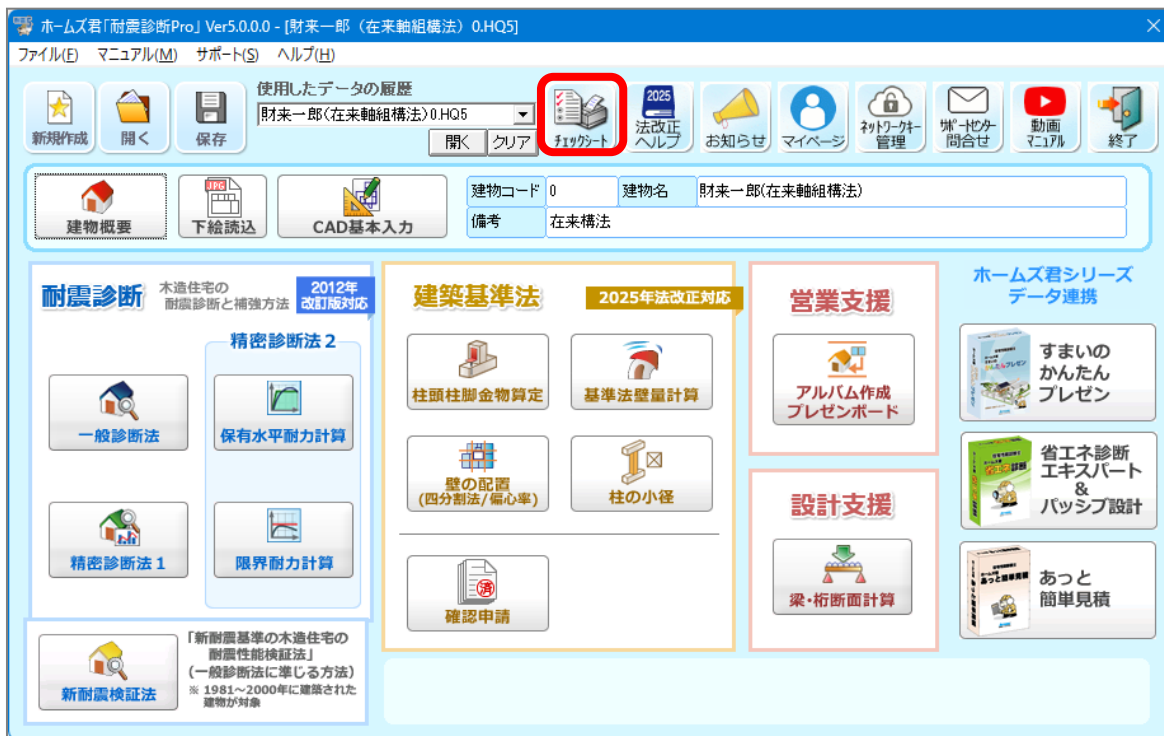 ホームズ君「耐震診断Pro」Ver5.0.0.0 - [財来一郎（在来軸組構法）0.HQ5]
ファイル(F) マニュアル(M) サポート(S) ヘルプ(H)
新規作成
開く
保存
使用したデータの履歴
財来一郎(在来軸組構法)0.HQ5
開く
クリア
チェックシート
2025
法改正
ヘルプ
お知らせ
マイページ
ネットワークキー
管理
サポートセンター
問合せ
動画
マニュアル
終了
建物概要
JPG
下絵読込
CAD基本入力
建物コード 0 建物名 財来一郎(在来軸組構法)
備考 在来構法
耐震診断
木造住宅の
耐震診断と補強方法
2012年
改訂版対応
精密診断法２
一般診断法
保有水平耐力計算
精密診断法１
限界耐力計算
新耐震検証法
「新耐震基準の木造住宅の
耐震性能検証法」
(一般診断法に準じる方法)
※ 1981～2000年に建築された
建物が対象
建築基準法
2025年法改正対応
柱頭柱脚金物算定
基準法壁量計算
壁の配置
(四分割法/偏心率)
柱の小径
済
確認申請
営業支援
アルバム作成
プレゼンボード
設計支援
梁・桁断面計算
ホームズ君シリーズ
データ連携
すまいの
かんたん
プレゼン
省エネ診断
エキスパート
&
パッシブ設計
あっと
簡単見積